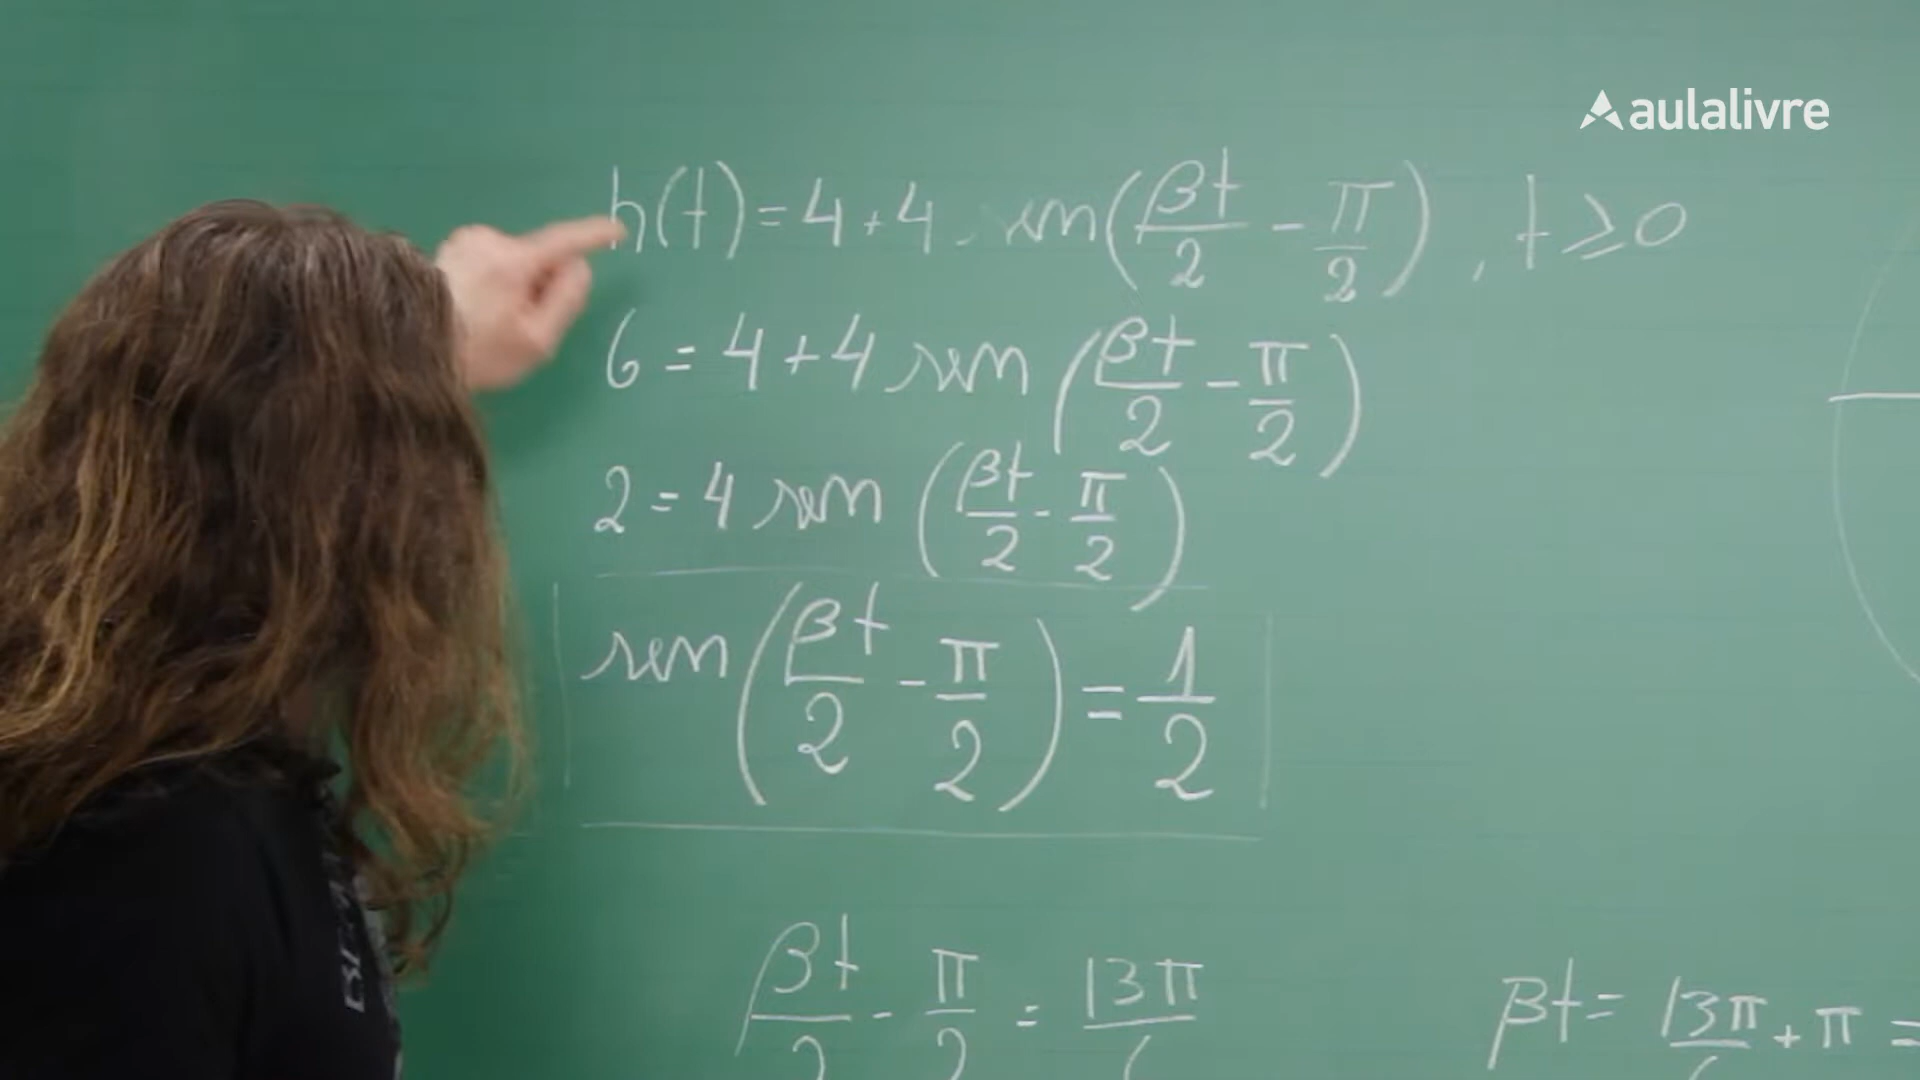 aulalivre
h(t) = 4 + 4 . sen(βt/2 - π/2), t ≥ 0
6 = 4 + 4 sen (βt/2 - π/2)
2 = 4 sen (βt/2 - π/2)
sen (βt/2 - π/2) = 1/2
βt/2 - π/2 = 13π/6
βt = 13π/6 + π =